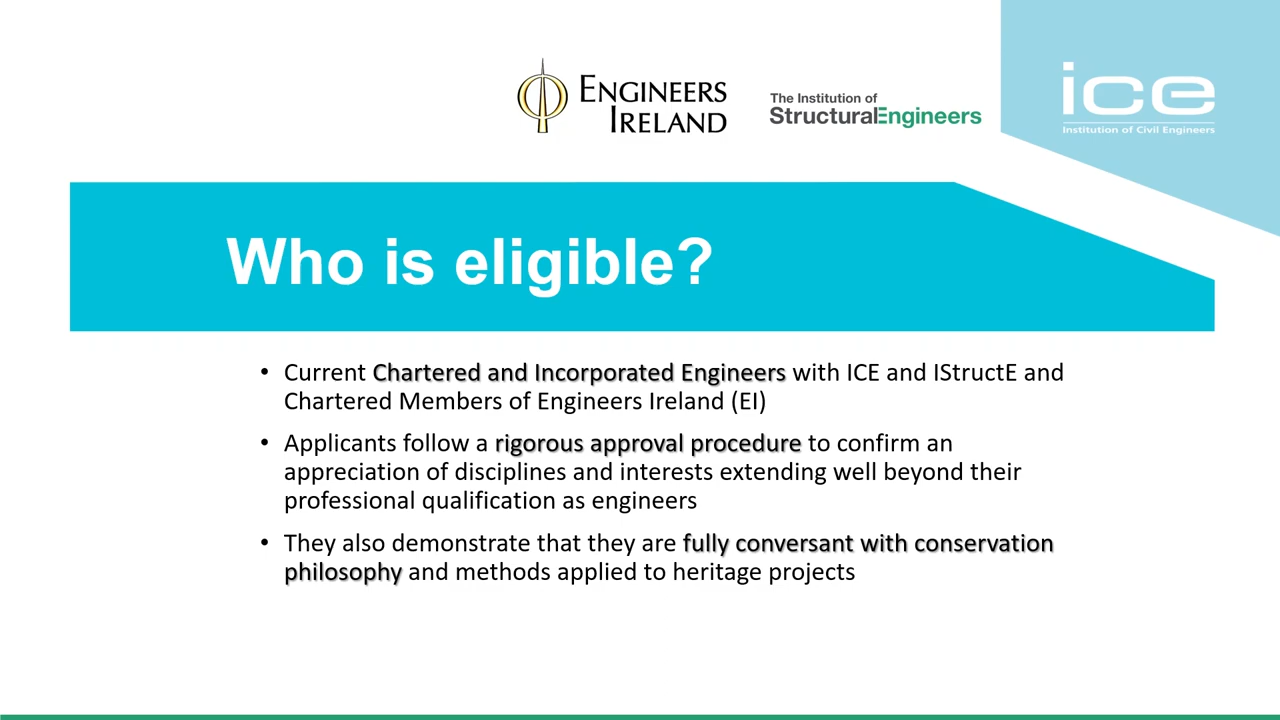 ENGINEERS
IRELAND
The Institution of
StructuralEngineers
ice
Institution of Civil Engineers
Who is eligible?
• Current Chartered and Incorporated Engineers with ICE and IStructE and
Chartered Members of Engineers Ireland (EI)
• Applicants follow a rigorous approval procedure to confirm an
appreciation of disciplines and interests extending well beyond their
professional qualification as engineers
• They also demonstrate that they are fully conversant with conservation
philosophy and methods applied to heritage projects